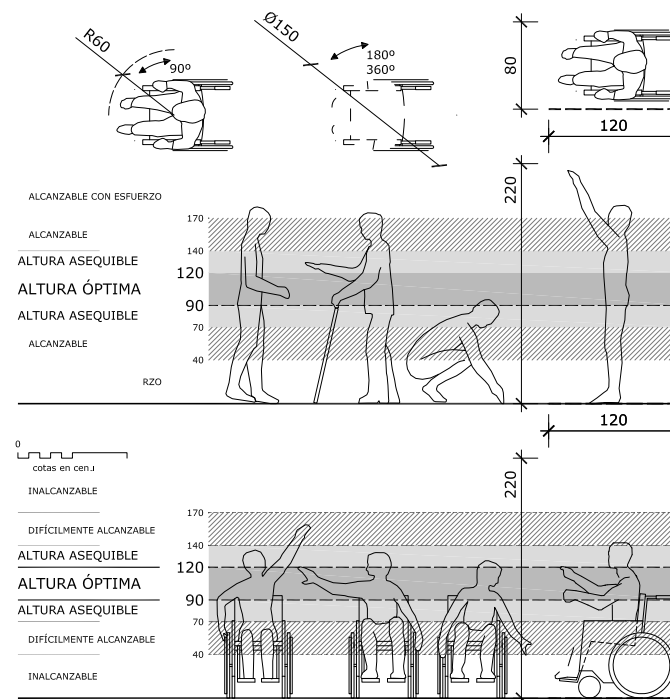 R60
90º
Ø150
180º
360º
80
120
220
ALCANZABLE CON ESFUERZO
170
ALCANZABLE
140
ALTURA ASEQUIBLE
120
ALTURA ÓPTIMA
90
ALTURA ASEQUIBLE
70
ALCANZABLE
40
RZO
120
0
cotas en cen
220
INALCANZABLE
170
DIFÍCILMENTE ALCANZABLE
140
ALTURA ASEQUIBLE
120
ALTURA ÓPTIMA
90
ALTURA ASEQUIBLE
70
DIFÍCILMENTE ALCANZABLE
40
INALCANZABLE